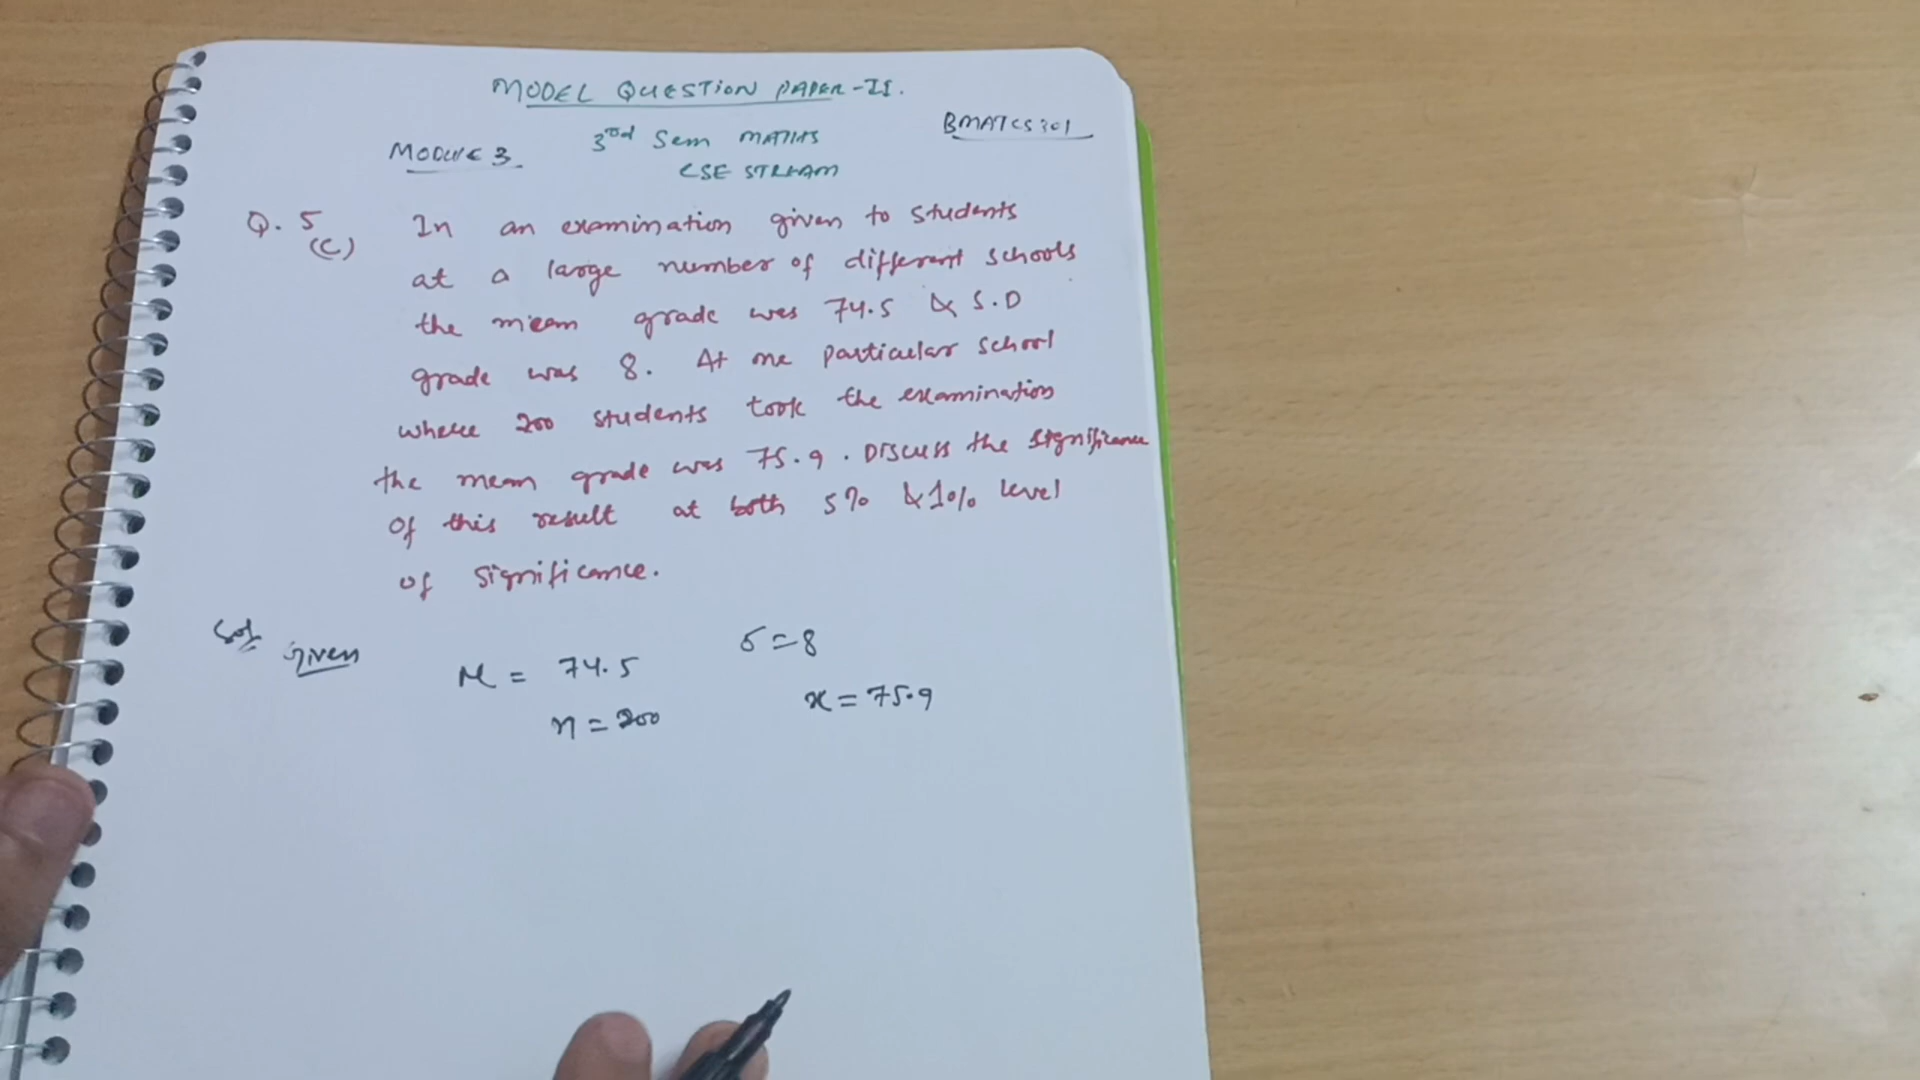 MODEL QUESTION PAPER-II.
3rd Sem MATHS
BMATCS301
MODULE 3
CSE STREAM
Q. 5 (C) In an examination given to students
at a large number of different schools
the mean grade was 74.5 & S.D
grade was 8. At one particular school
where 200 students took the examination
the mean grade was 75.9. Discuss the significance
of this result at both 5% & 1% level
of significance.
Sol given
μ = 74.5 σ = 8
n = 200 x = 75.9